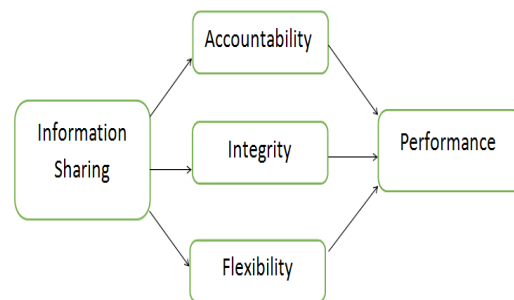 Accountability
Information
Sharing
Integrity
Performance
Flexibility